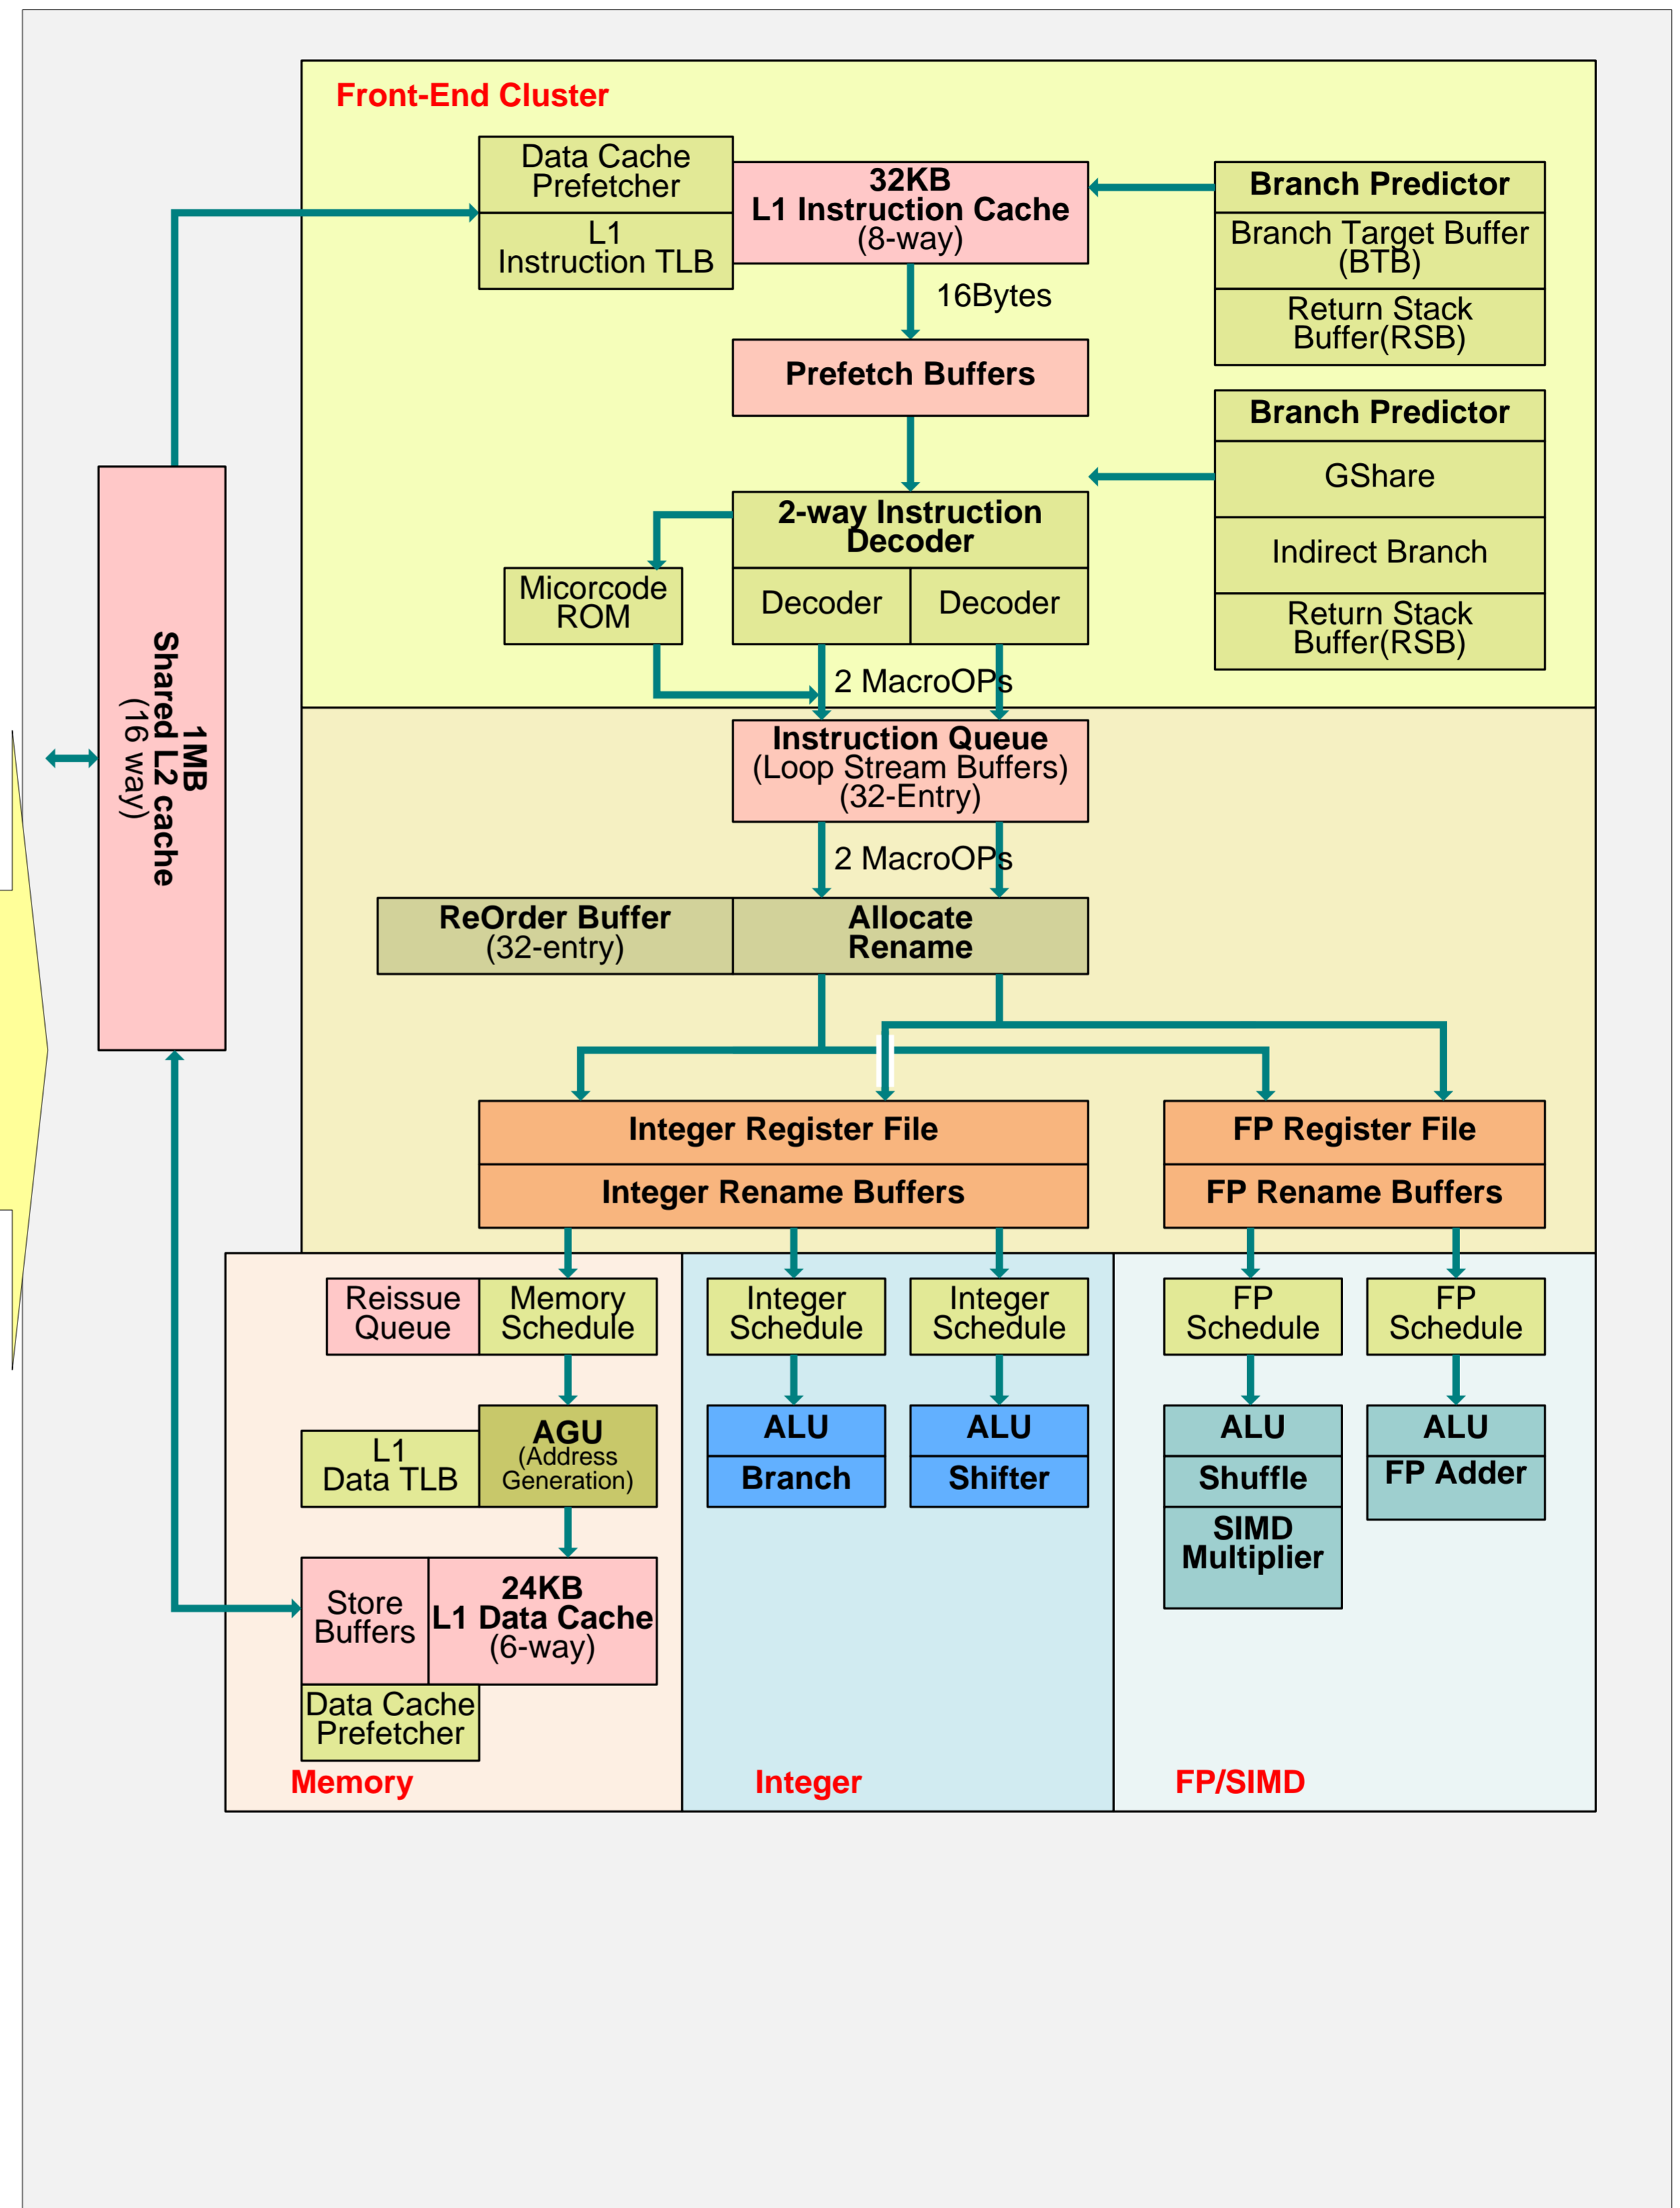 Front-End Cluster
Data Cache
Prefetcher
L1
Instruction TLB
32KB
L1 Instruction Cache
(8-way)
Branch Predictor
Branch Target Buffer
(BTB)
Return Stack
Buffer(RSB)
16Bytes
Prefetch Buffers
Branch Predictor
GShare
Indirect Branch
Return Stack
Buffer(RSB)
2-way Instruction
Decoder
Decoder
Decoder
Micorcode
ROM
2 MacroOPs
1MB
Shared L2 cache
(16 way)
Instruction Queue
(Loop Stream Buffers)
(32-Entry)
2 MacroOPs
ReOrder Buffer
(32-entry)
Allocate
Rename
Integer Register File
Integer Rename Buffers
FP Register File
FP Rename Buffers
Reissue
Queue
Memory
Schedule
Integer
Schedule
Integer
Schedule
FP
Schedule
FP
Schedule
L1
Data TLB
AGU
(Address
Generation)
ALU
Branch
ALU
Shifter
ALU
Shuffle
SIMD
Multiplier
ALU
FP Adder
Store
Buffers
24KB
L1 Data Cache
(6-way)
Data Cache
Prefetcher
Memory
Integer
FP/SIMD